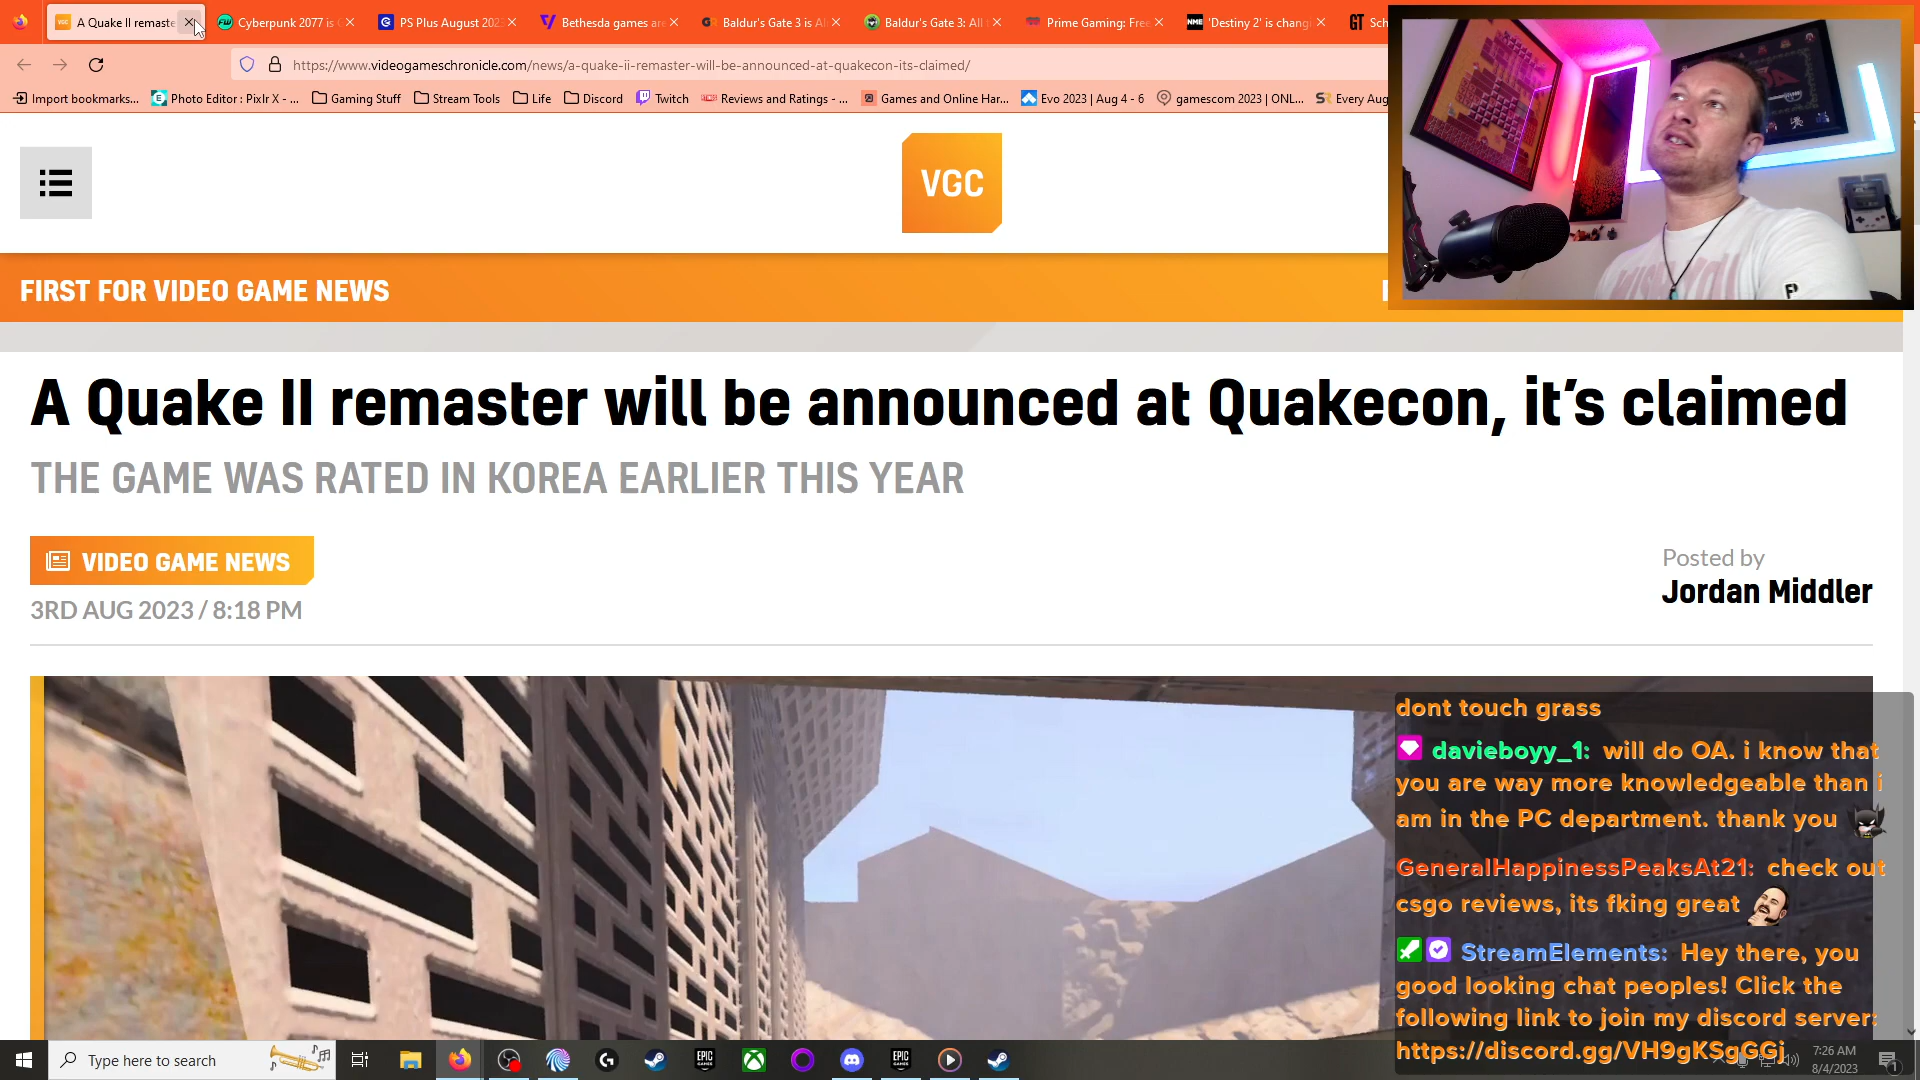 A Quake II remaste
Cyberpunk 2077 is
PS Plus August 202
Bethesda games are
Baldur's Gate 3 is
Baldur's Gate 3: All
Prime Gaming: Free
NME
'Destiny 2' is changi
GT
Sch
https://www.videogameschronicle.com/news/a-quake-ii-remaster-will-be-announced-at-quakecon-its-claimed/
Import bookmarks...
Photo Editor : Pixlr X - ...
Gaming Stuff
Stream Tools
Life
Discord
Twitch
Reviews and Ratings - ...
Games and Online Har...
Evo 2023 | Aug 4 - 6
gamescom 2023 | ONL...
Every Aug
VGC
FIRST FOR VIDEO GAME NEWS
A Quake II remaster will be announced at Quakecon, it's claimed
THE GAME WAS RATED IN KOREA EARLIER THIS YEAR
VIDEO GAME NEWS
3RD AUG 2023 / 8:18 PM
Posted by
Jordan Middler
dont touch grass
davieboyy_1: will do OA. i know that
you are way more knowledgeable than i
am in the PC department. thank you
GeneralHappinessPeaksAt21: check out
csgo reviews, its fking great
StreamElements: Hey there, you
good looking chat peoples! Click the
following link to join my discord server:
https://discord.gg/VH9gKSgGGj
Type here to search
EPIC GAMES
EPIC GAMES
7:26 AM
8/4/2023